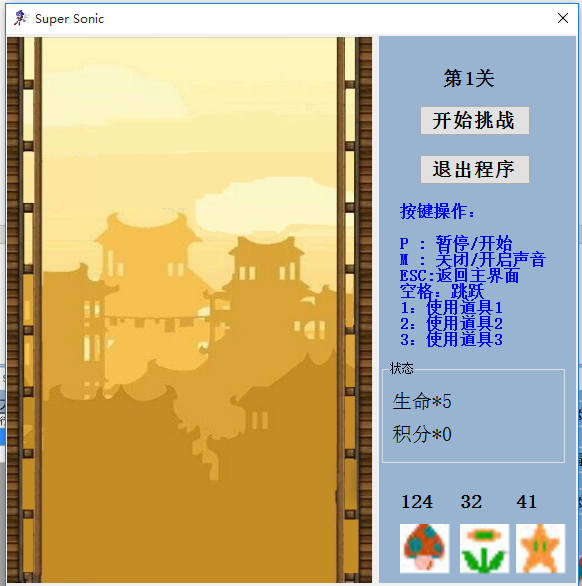 Super Sonic
第1关
开始挑战
退出程序
按键操作:
P : 暂停/开始
M : 关闭/开启声音
ESC:返回主界面
空格: 跳跃
1: 使用道具1
2: 使用道具2
3: 使用道具3
状态
生命*5
积分*0
124 32 41